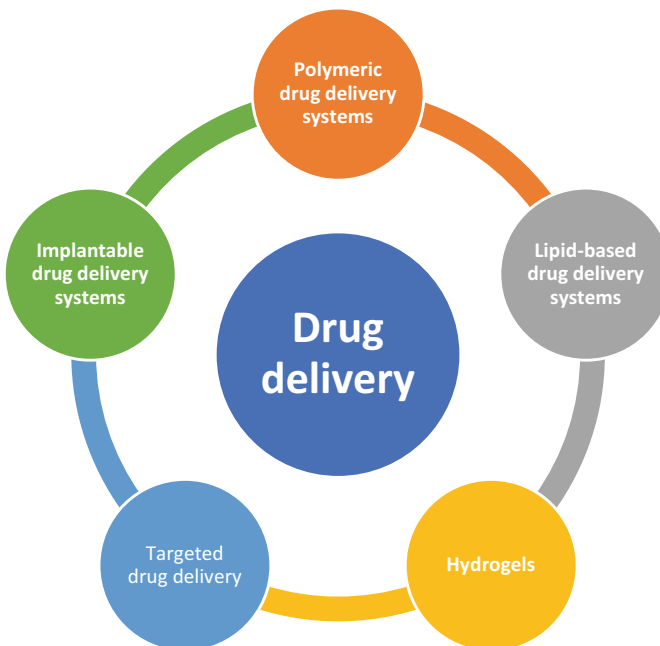 Polymeric
drug delivery
systems
Implantable
drug delivery
systems
Lipid-based
drug delivery
systems
Drug
delivery
Targeted
drug delivery
Hydrogels